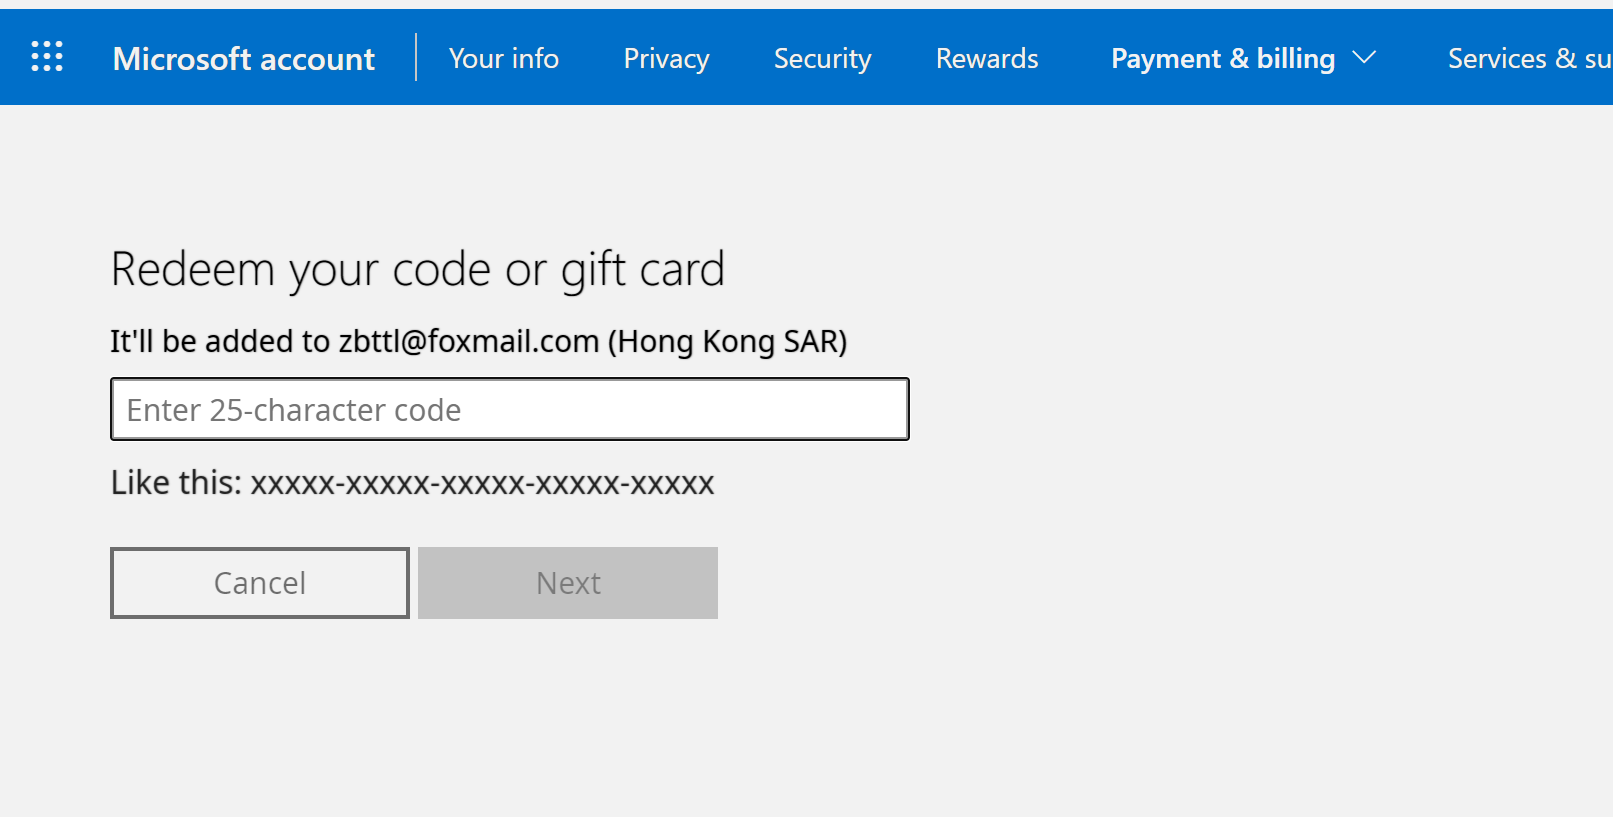 Microsoft account Your info Privacy Security Rewards Payment & billing Services & su
Redeem your code or gift card
It'll be added to zbttl@foxmail.com (Hong Kong SAR)
Enter 25-character code
Like this: xxxxx-xxxxx-xxxxx-xxxxx-xxxxx
Cancel Next